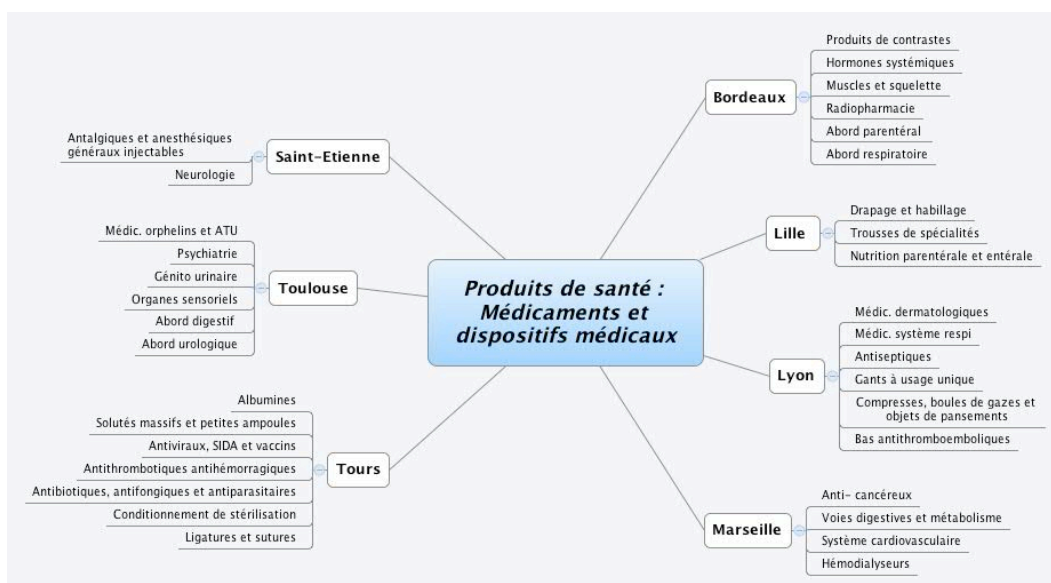 Produits de santé :
Médicaments et
dispositifs médicaux
Bordeaux
Produits de contrastes
Hormones systémiques
Muscles et squelette
Radiopharmacie
Abord parentéral
Abord respiratoire
Lille
Drapage et habillage
Trousses de spécialités
Nutrition parentérale et entérale
Lyon
Médic. dermatologiques
Médic. système respi
Antiseptiques
Gants à usage unique
Compresses, boules de gazes et
objets de pansements
Bas antithromboemboliques
Marseille
Anti- cancéreux
Voies digestives et métabolisme
Système cardiovasculaire
Hémodialyseurs
Saint-Etienne
Antalgiques et anesthésiques
généraux injectables
Neurologie
Toulouse
Médic. orphelins et ATU
Psychiatrie
Génito urinaire
Organes sensoriels
Abord digestif
Abord urologique
Tours
Albumines
Solutés massifs et petites ampoules
Antiviraux, SIDA et vaccins
Antithrombotiques antihémorragiques
Antibiotiques, antifongiques et antiparasitaires
Conditionnement de stérilisation
Ligatures et sutures